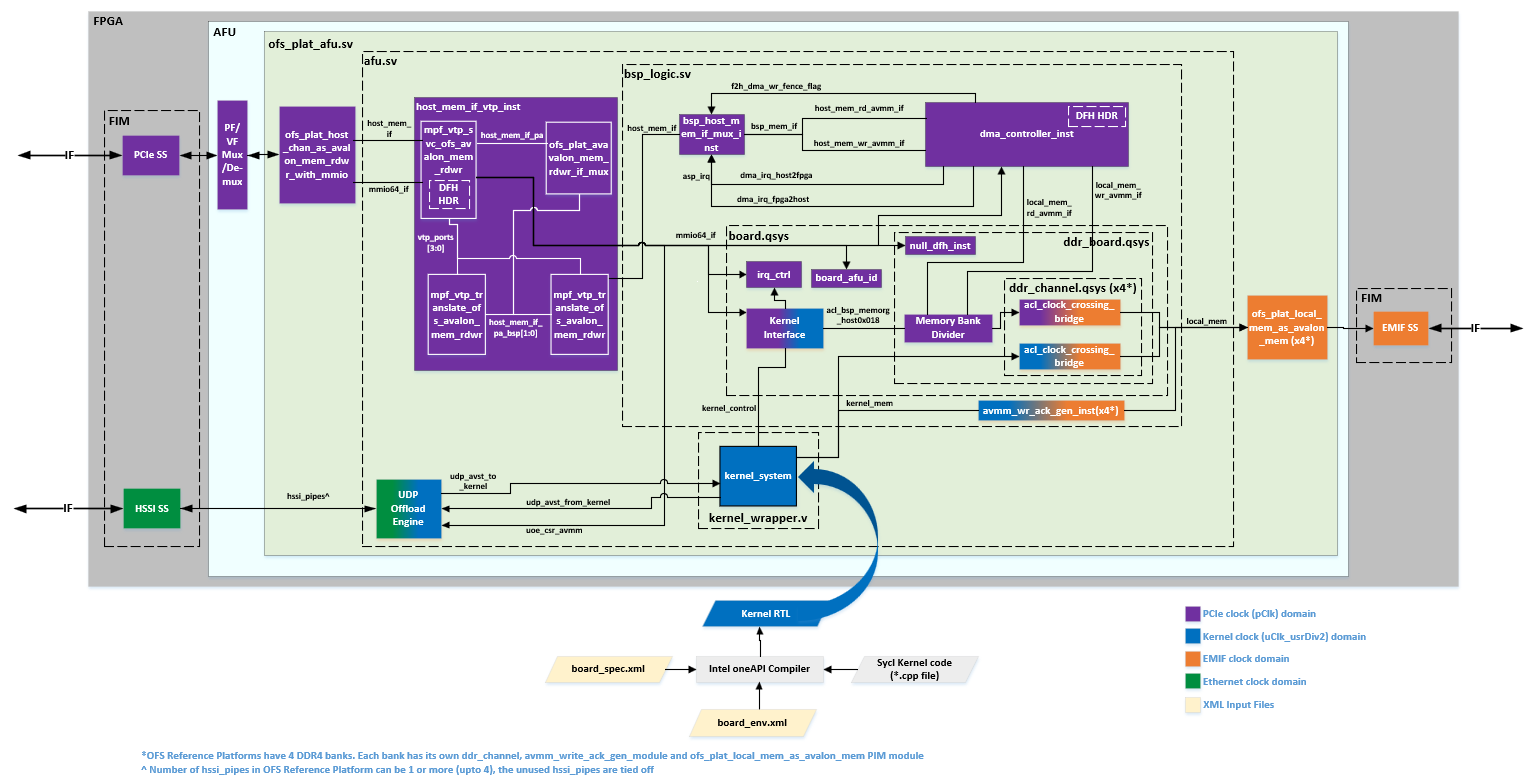 FPGA
AFU
ofs_plat_afu.sv
afu.sv
bsp_logic.sv
FIM
IF
PCIe SS
PF/
VF
Mux
/De-
mux
ofs_plat_host
_chan_as_aval
on_mem_rdw
r_with_mmio
host_mem_
if
mmio64_if
host_mem_if_vtp_inst
mpf_vtp_s
vc_ofs_av
alon_mem
_rdwr
DFH
HDR
host_mem_if_pa
ofs_plat_ava
valon_mem_
rdwr_if_mux
vtp_ports
[3:0]
mpf_vtp_tr
anslate_of
s_avalon_
mem_rdwr
host_mem_if_
pa_bsp[1:0]
mpf_vtp_tr
anslate_of
s_avalon_
mem_rdwr
host_mem_if
f2h_dma_wr_fence_flag
bsp_host_m
em_if_mux_i
nst
bsp_mem_if
host_mem_rd_avmm_if
host_mem_wr_avmm_if
DFH HDR
dma_controller_inst
asp_irq
dma_irq_host2fpga
dma_irq_fpga2host
local_mem_
rd_avmm_if
local_mem_
wr_avmm_if
mmio64_if
board.qsys
null_dfh_inst
ddr_board.qsys
irq_ctrl
board_afu_id
ddr_channel.qsys (x4*)
Kernel
Interface
acl_bsp_memorg
_host0x018
Memory Bank
Divider
acl_clock_crossing_
bridge
acl_clock_crossing_
bridge
local_mem
ofs_plat_local_
mem_as_avalon
_mem (x4*)
FIM
EMIF SS
IF
kernel_control
kernel_mem
avmm_wr_ack_gen_inst(x4*)
kernel_system
kernel_wrapper.v
IF
HSSI SS
hssi_pipes^
UDP
Offload
Engine
udp_avst_to
_kernel
udp_avst_from_kernel
uoe_csr_avmm
Kernel RTL
board_spec.xml
Intel oneAPI Compiler
Sycl Kernel code
(*.cpp file)
board_env.xml
PCIe clock (pClk) domain
Kernel clock (uClk_usrDiv2) domain
EMIF clock domain
Ethernet clock domain
XML Input Files
*OFS Reference Platforms have 4 DDR4 banks. Each bank has its own ddr_channel, avmm_write_ack_gen_module and ofs_plat_local_mem_as_avalon_mem PIM module
^ Number of hssi_pipes in OFS Reference Platform can be 1 or more (upto 4), the unused hssi_pipes are tied off